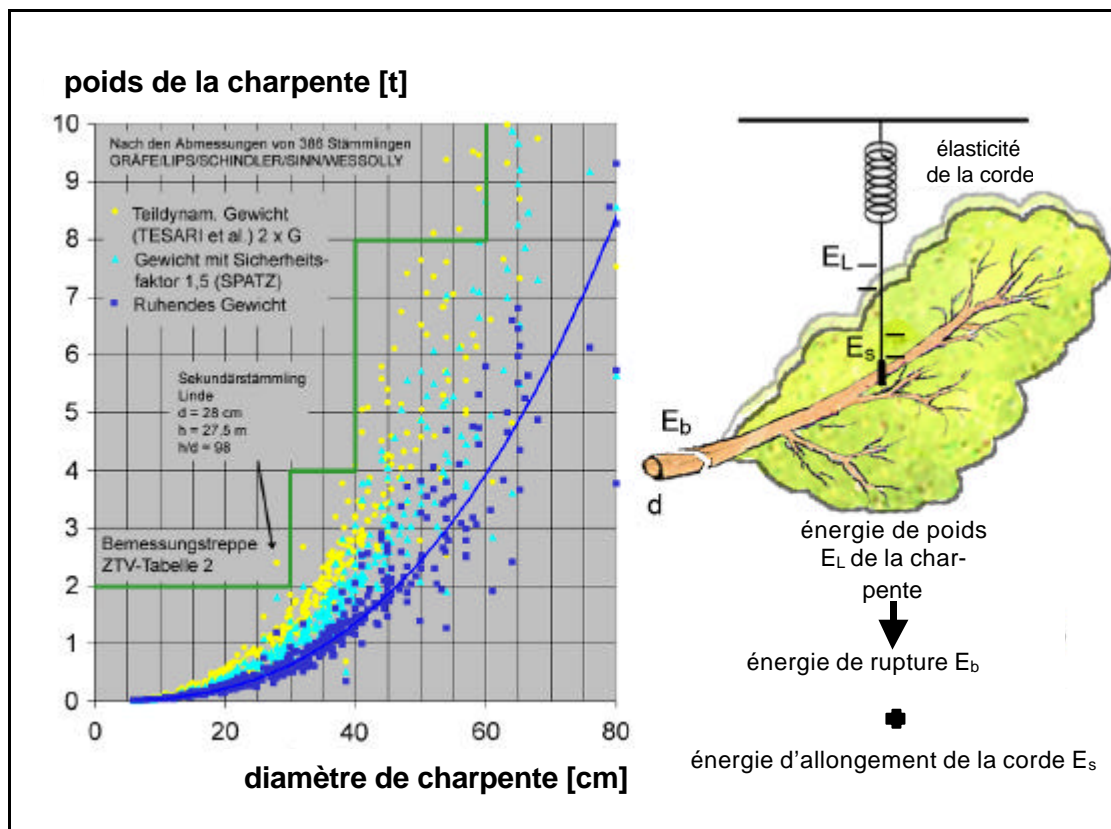 poids de la charpente [t]
10
9
8
7
6
5
4
3
2
1
0
Nach den Abmessungen von 386 Stämmlingen
GRÄFE/LIPS/SCHINDLER/SINN/WESSOLLY
Teildynam. Gewicht
(TESARI et al.) 2 x G
Gewicht mit Sicherheits-
faktor 1,5 (SPATZ)
Ruhendes Gewicht
Sekundärstämmling
Linde
d = 28 cm
h = 27,5 m
h/d = 98
Bemessungstreppe
ZTV-Tabelle 2
0 20 40 60 80
diamètre de charpente [cm]
élasticité
de la corde
EL
Es
Eb
d
énergie de poids
EL de la char-
pente
énergie de rupture Eb
énergie d'allongement de la corde Es